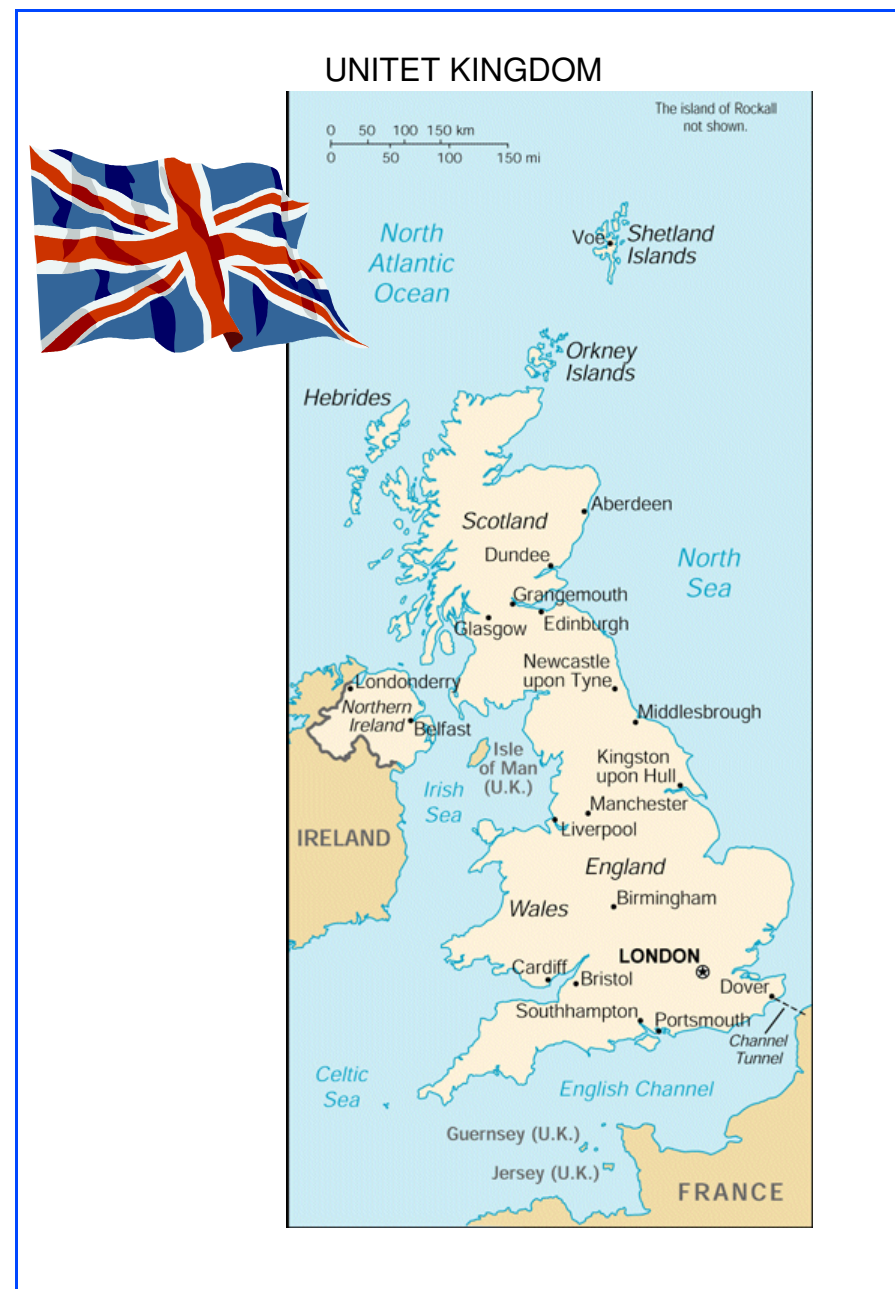 UNITET KINGDOM
The island of Rockall
not shown.
0 50 100 150 km
0 50 100 150 mi
North
Atlantic
Ocean
Voe
Shetland
Islands
Orkney
Islands
Hebrides
Aberdeen
Scotland
Dundee
North
Sea
Grangemouth
Glasgow
Edinburgh
Newcastle
upon Tyne
Londonderry
Northern
Ireland
Belfast
Middlesbrough
Isle
of Man
(U.K.)
Kingston
upon Hull
Irish
Sea
Manchester
Liverpool
IRELAND
England
Birmingham
Wales
LONDON
Cardiff
Bristol
Dover
Southhampton
Portsmouth
Channel
Tunnel
Celtic
Sea
English Channel
Guernsey (U.K.)
Jersey (U.K.)
FRANCE